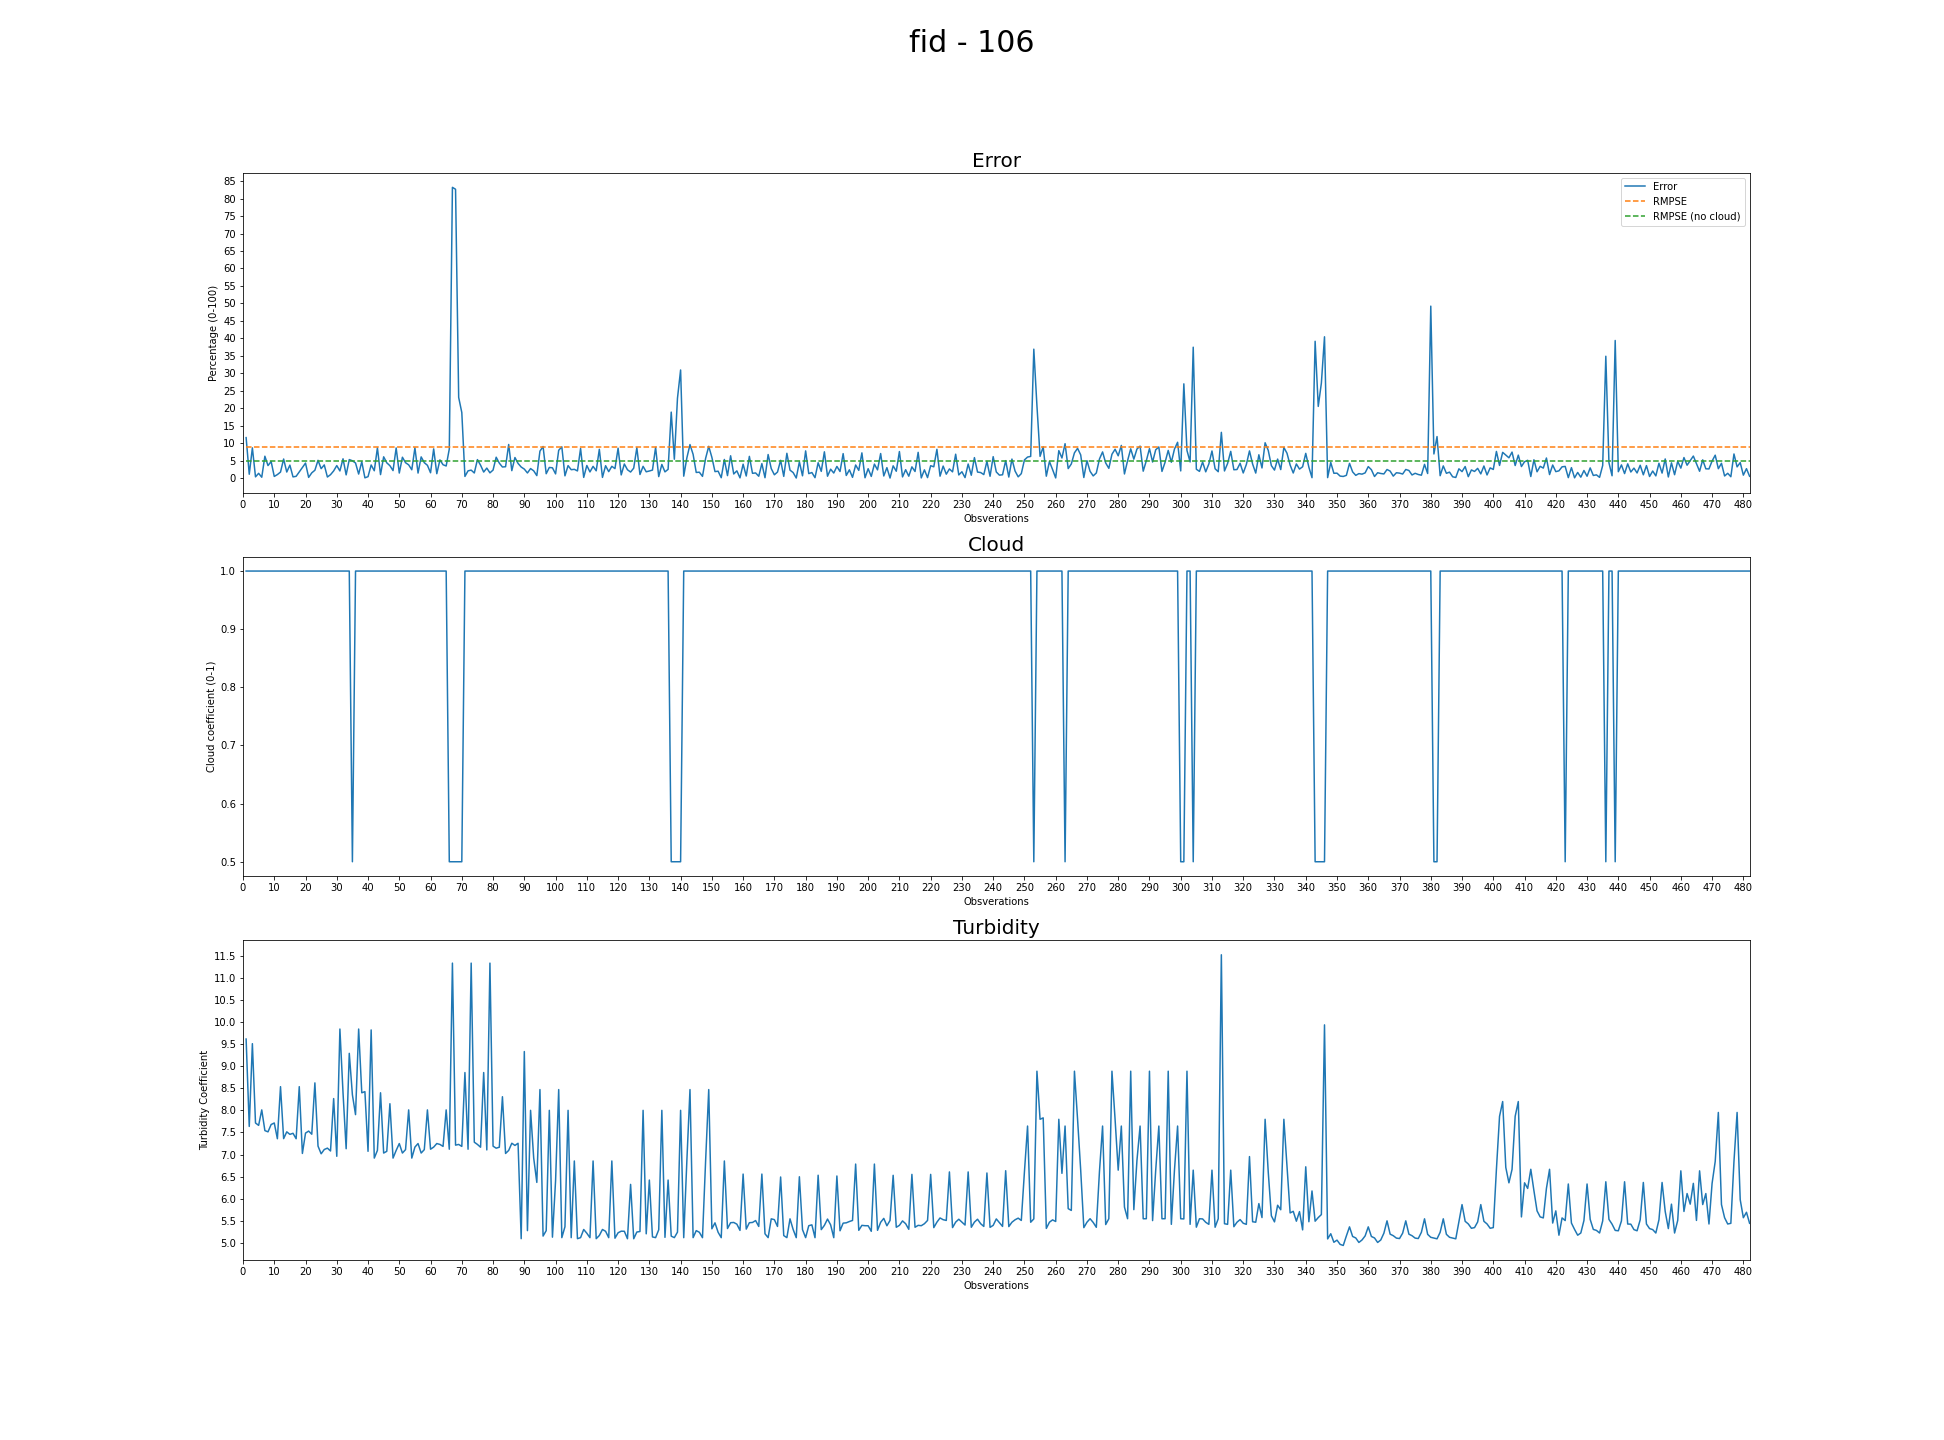 fid - 106
Error
85
80
75
70
65
60
55
50
45
40
35
30
25
20
15
10
5
0
Percentage (0-100)
Error
RMPSE
RMPSE (no cloud)
0 10 20 30 40 50 60 70 80 90 100 110 120 130 140 150 160 170 180 190 200 210 220 230 240 250 260 270 280 290 300 310 320 330 340 350 360 370 380 390 400 410 420 430 440 450 460 470 480
Obsverations
Cloud
1.0
0.9
0.8
0.7
0.6
0.5
Cloud coefficient (0-1)
0 10 20 30 40 50 60 70 80 90 100 110 120 130 140 150 160 170 180 190 200 210 220 230 240 250 260 270 280 290 300 310 320 330 340 350 360 370 380 390 400 410 420 430 440 450 460 470 480
Obsverations
Turbidity
11.5
11.0
10.5
10.0
9.5
9.0
8.5
8.0
7.5
7.0
6.5
6.0
5.5
5.0
Turbidity Coefficient
0 10 20 30 40 50 60 70 80 90 100 110 120 130 140 150 160 170 180 190 200 210 220 230 240 250 260 270 280 290 300 310 320 330 340 350 360 370 380 390 400 410 420 430 440 450 460 470 480
Obsverations